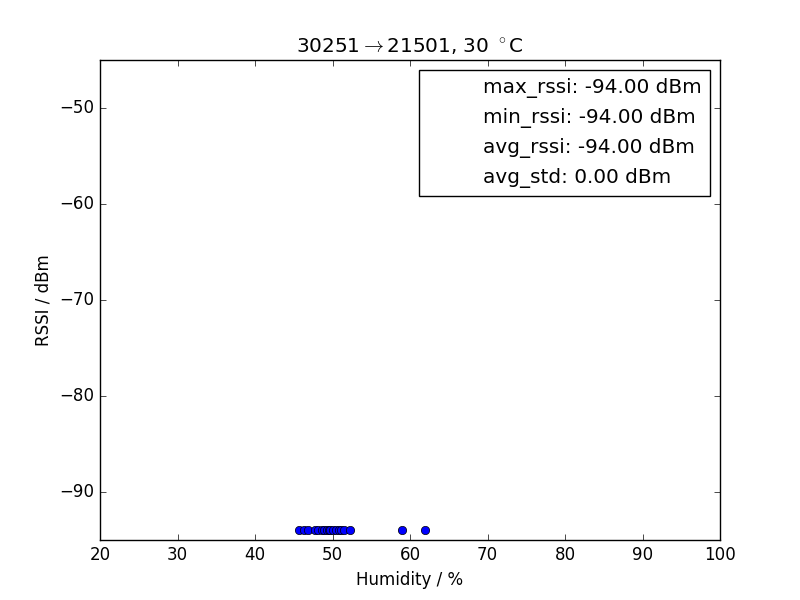 30251→21501, 30 °C
max_rssi: -94.00 dBm
min_rssi: -94.00 dBm
avg_rssi: -94.00 dBm
avg_std: 0.00 dBm
RSSI / dBm
−50
−60
−70
−80
−90
20 30 40 50 60 70 80 90 100
Humidity / %